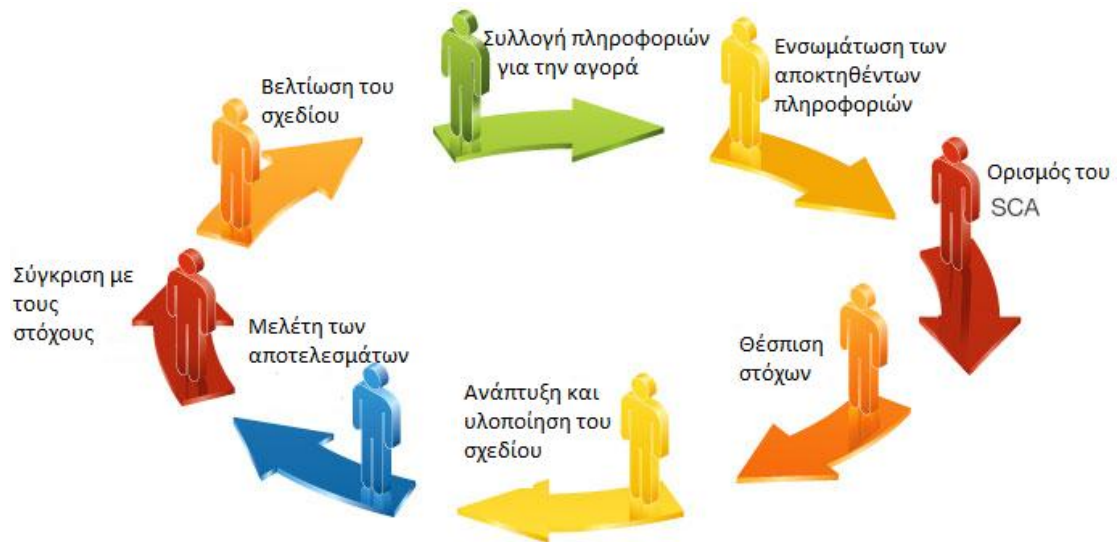 Συλλογή πληροφοριών
για την αγορά
Ενσωμάτωση των
αποκτηθέντων
πληροφοριών
Ορισμός του
SCA
Θέσπιση
στόχων
Ανάπτυξη και
υλοποίηση του
σχεδίου
Μελέτη των
αποτελεσμάτων
Σύγκριση με
τους
στόχους
Βελτίωση του
σχεδίου